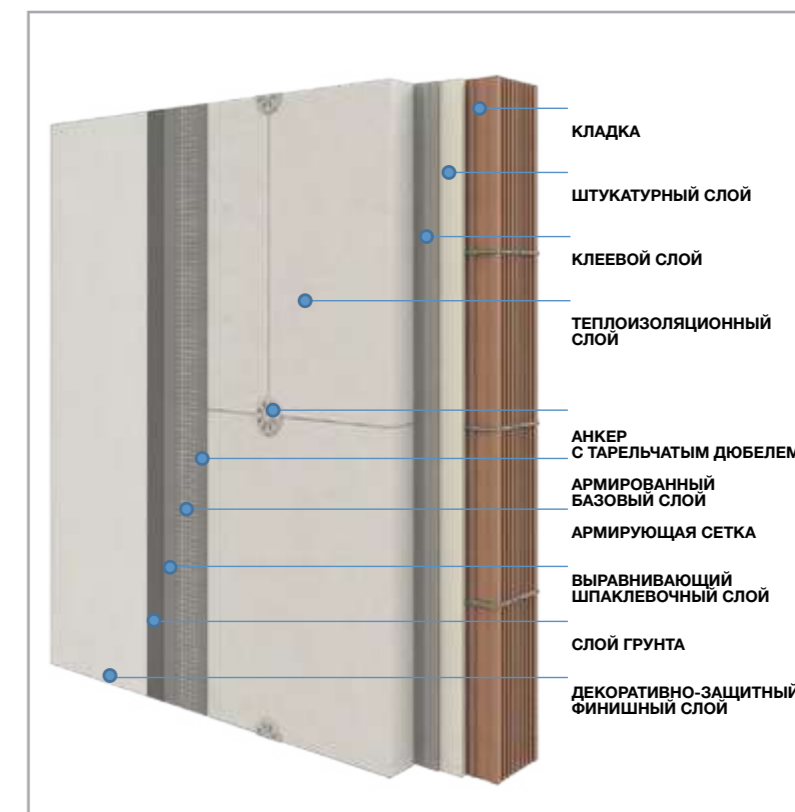 КЛАДКА
ШТУКАТУРНЫЙ СЛОЙ
КЛЕЕВОЙ СЛОЙ
ТЕПЛОИЗОЛЯЦИОННЫЙ
СЛОЙ
АНКЕР
С ТАРЕЛЬЧАТЫМ ДЮБЕЛЕМ
АРМИРОВАННЫЙ
БАЗОВЫЙ СЛОЙ
АРМИРУЮЩАЯ СЕТКА
ВЫРАВНИВАЮЩИЙ
ШПАКЛЕВОЧНЫЙ СЛОЙ
СЛОЙ ГРУНТА
ДЕКОРАТИВНО-ЗАЩИТНЫЙ
ФИНИШНЫЙ СЛОЙ